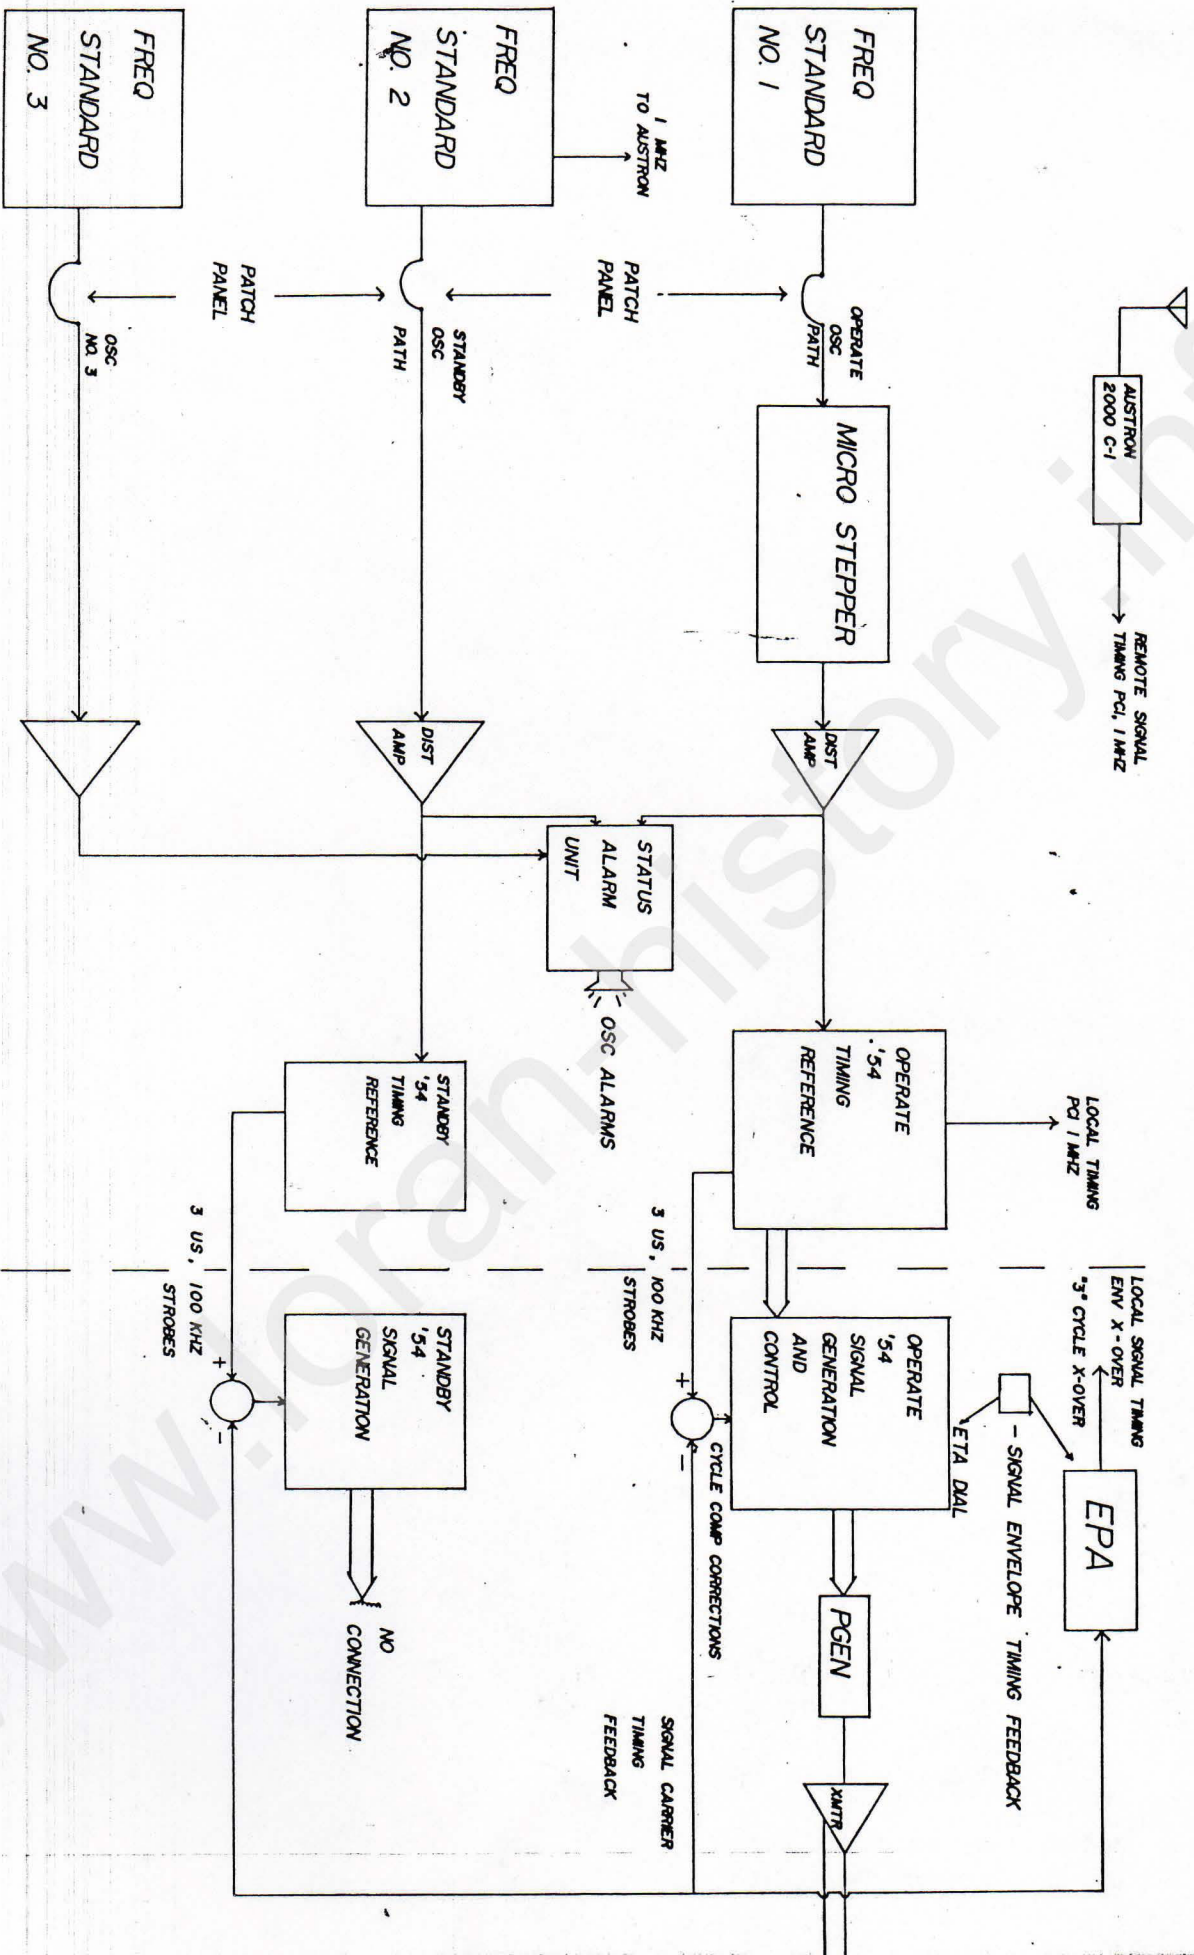 AUSTRON
2000 C-1
REMOTE SIGNAL
TIMING PCI, 1 MHZ
LOCAL TIMING
PCI 1 MHZ
LOCAL SIGNAL TIMING
ENV X-OVER
"3" CYCLE X-OVER
EPA
- SIGNAL ENVELOPE TIMING FEEDBACK
ETA DIAL
FREQ
STANDARD
NO. 1
OPERATE
OSC
PATH
MICRO STEPPER
DIST
AMP
OPERATE
'54
TIMING
REFERENCE
OPERATE
'54
SIGNAL
GENERATION
AND
CONTROL
PGEN
XMTR
1 MHZ
TO AUSTRON
PATCH
PANEL
STATUS
ALARM
UNIT
OSC ALARMS
3 US, 100 KHZ
STROBES
+
-
CYCLE COMP CORRECTIONS
SIGNAL CARRIER
TIMING
FEEDBACK
FREQ
STANDARD
NO. 2
STANDBY
OSC
PATH
DIST
AMP
STANDBY
'54
TIMING
REFERENCE
STANDBY
'54
SIGNAL
GENERATION
NO
CONNECTION
PATCH
PANEL
3 US, 100 KHZ
STROBES
+
-
FREQ
STANDARD
NO. 3
OSC
NO. 3
www.loran-history.inf